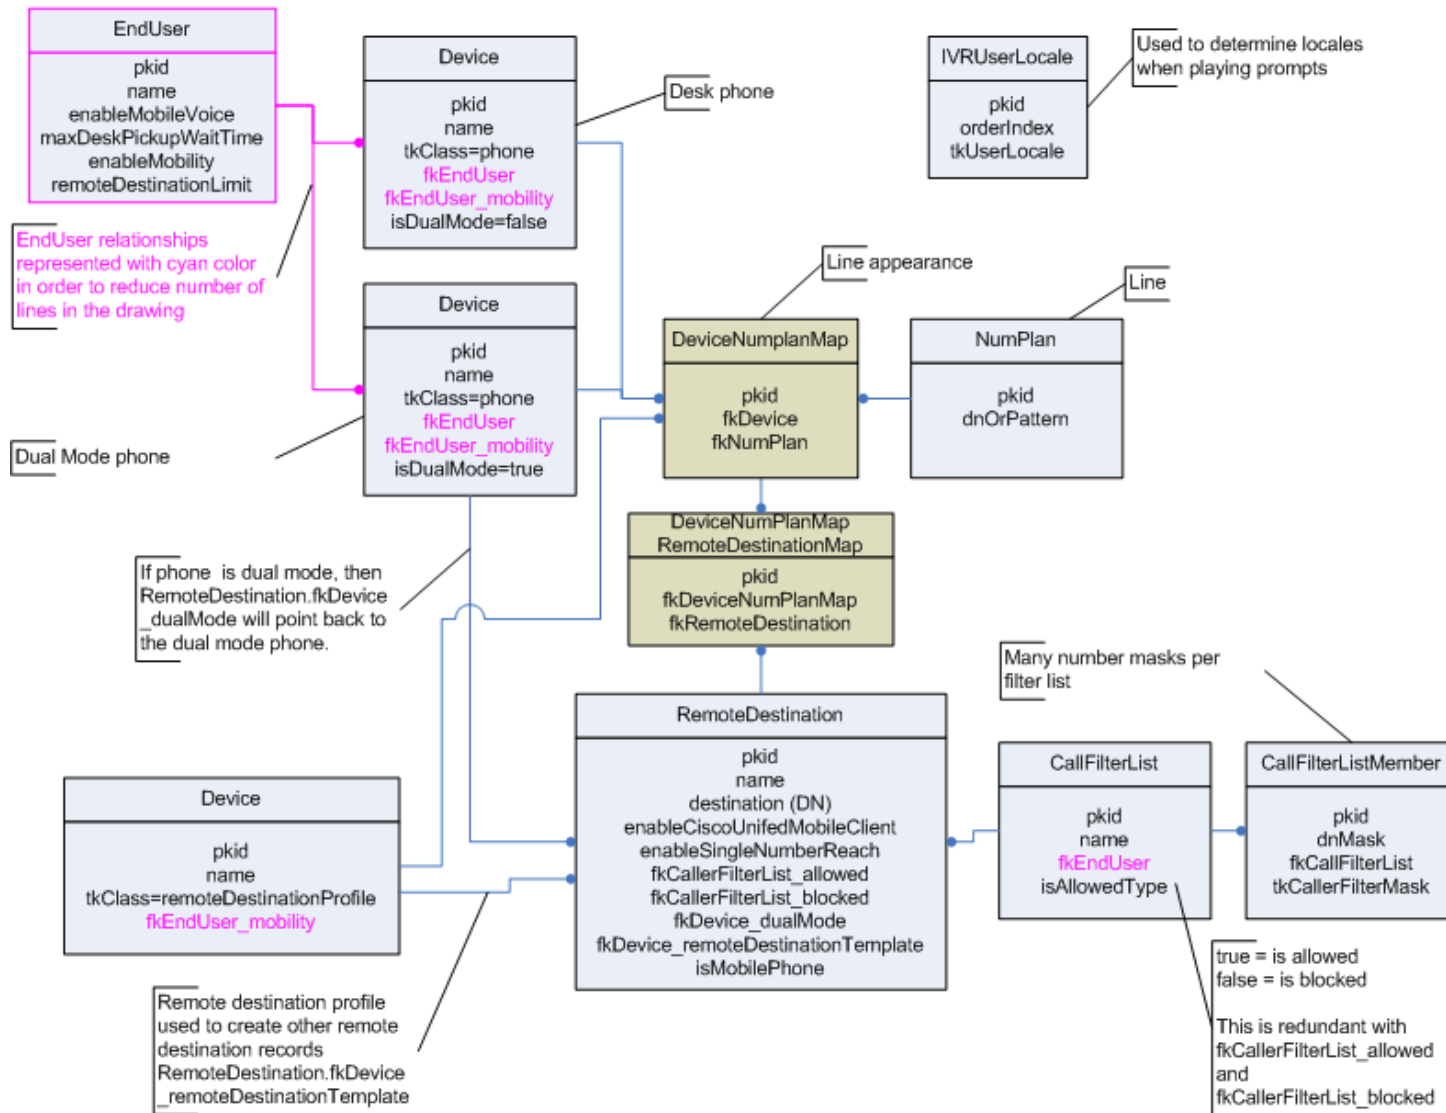 EndUser
pkid
name
enableMobileVoice
maxDeskPickupWaitTime
enableMobility
remoteDestinationLimit
EndUser relationships
represented with cyan color
in order to reduce number of
lines in the drawing
Device
pkid
name
tkClass=phone
fkEndUser
fkEndUser_mobility
isDualMode=false
Desk phone
IVRUserLocale
pkid
orderIndex
tkUserLocale
Used to determine locales
when playing prompts
Device
pkid
name
tkClass=phone
fkEndUser
fkEndUser_mobility
isDualMode=true
Dual Mode phone
Line appearance
Line
DeviceNumplanMap
pkid
fkDevice
fkNumPlan
NumPlan
pkid
dnOrPattern
DeviceNumPlanMap
RemoteDestinationMap
pkid
fkDeviceNumPlanMap
fkRemoteDestination
If phone is dual mode, then
RemoteDestination.fkDevice
_dualMode will point back to
the dual mode phone.
Many number masks per
filter list
RemoteDestination
pkid
name
destination (DN)
enableCiscoUnifedMobileClient
enableSingleNumberReach
fkCallerFilterList_allowed
fkCallerFilterList_blocked
fkDevice_dualMode
fkDevice_remoteDestinationTemplate
isMobilePhone
CallFilterList
pkid
name
fkEndUser
isAllowedType
CallFilterListMember
pkid
dnMask
fkCallFilterList
tkCallerFilterMask
Device
pkid
name
tkClass=remoteDestinationProfile
fkEndUser_mobility
Remote destination profile
used to create other remote
destination records
RemoteDestination.fkDevice
_remoteDestinationTemplate
true = is allowed
false = is blocked
This is redundant with
fkCallerFilterList_allowed
and
fkCallerFilterList_blocked